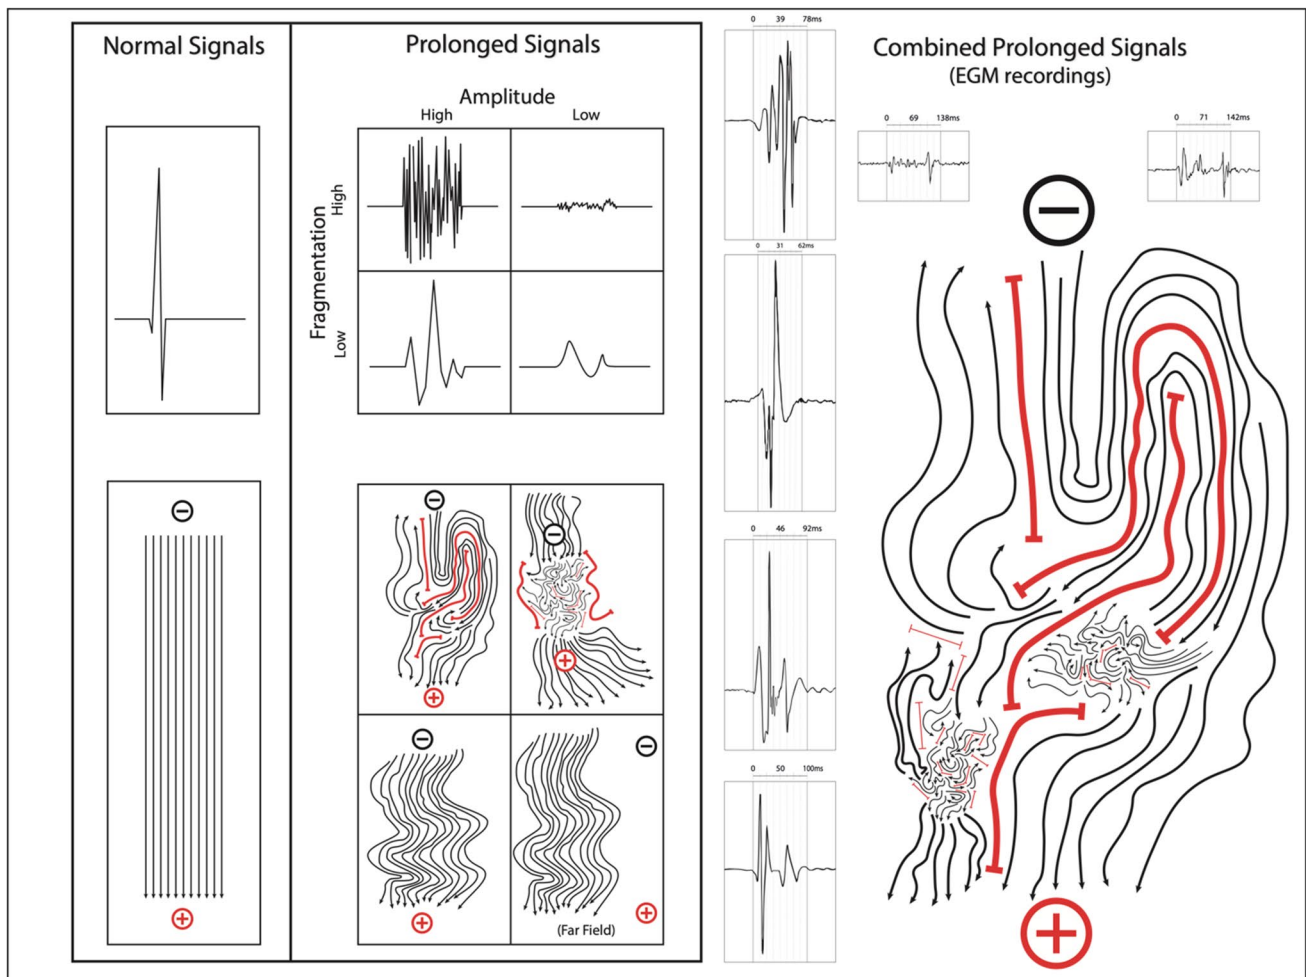 Normal Signals
Prolonged Signals
Amplitude
High
Low
Fragmentation
High
Low
−
+
−
+
−
+
−
+
−
+
(Far Field)
0 39 78ms
0 31 62ms
0 46 92ms
0 50 100ms
Combined Prolonged Signals
(EGM recordings)
0 69 138ms
0 71 142ms
−
+